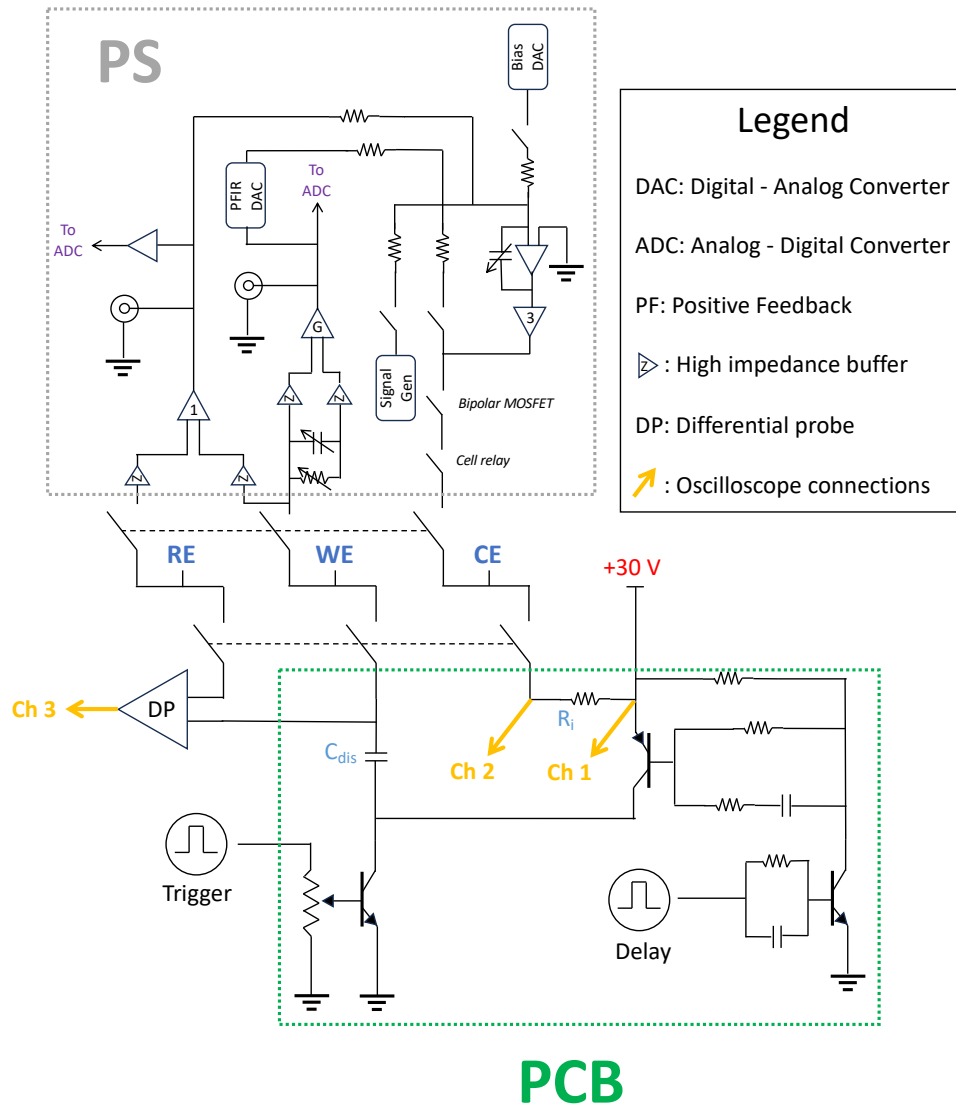 PS
Bias
DAC
Legend
DAC: Digital - Analog Converter
ADC: Analog - Digital Converter
PF: Positive Feedback
Z : High impedance buffer
DP: Differential probe
: Oscilloscope connections
To
ADC
PFIR
DAC
To
ADC
G
3
Signal
Gen
Bipolar MOSFET
1
Z
Z
Cell relay
Z
Z
RE
WE
CE
+30 V
DP
Ch 3
Ri
Cdis
Ch 2
Ch 1
Trigger
Delay
PCB